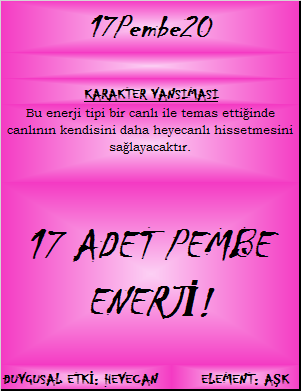 17Pembe20
KARAKTER YANSIMASI
Bu enerji tipi bir canlı ile temas ettiğinde
canlının kendisini daha heyecanlı hissetmesini
sağlayacaktır.
17 ADET PEMBE
ENERJİ!
DUYGUSAL ETKİ: HEYECAN ELEMENT: AŞK